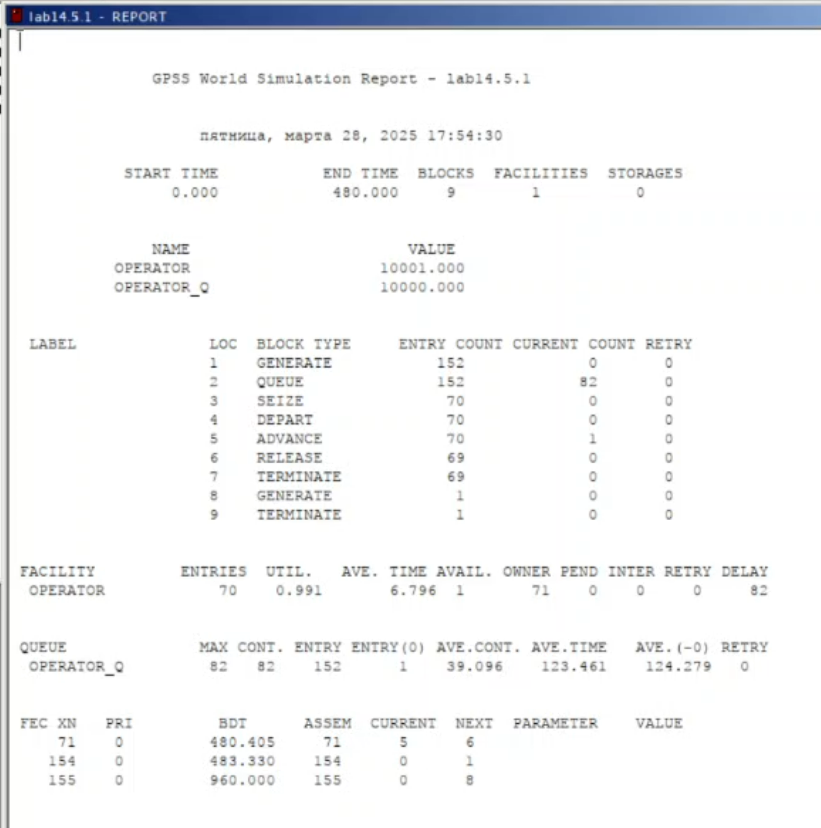 lab14.5.1 - REPORT
GPSS World Simulation Report - lab14.5.1
пятница, марта 28, 2025 17:54:30
START TIME END TIME BLOCKS FACILITIES STORAGES
0.000 480.000 9 1 0
NAME VALUE
OPERATOR 10001.000
OPERATOR_Q 10000.000
LABEL LOC BLOCK TYPE ENTRY COUNT CURRENT COUNT RETRY
1 GENERATE 152 0 0
2 QUEUE 152 82 0
3 SEIZE 70 0 0
4 DEPART 70 0 0
5 ADVANCE 70 1 0
6 RELEASE 69 0 0
7 TERMINATE 69 0 0
8 GENERATE 1 0 0
9 TERMINATE 1 0 0
FACILITY ENTRIES UTIL. AVE. TIME AVAIL. OWNER PEND INTER RETRY DELAY
OPERATOR 70 0.991 6.796 1 71 0 0 0 82
QUEUE MAX CONT. ENTRY ENTRY(0) AVE.CONT. AVE.TIME AVE.(-0) RETRY
OPERATOR_Q 82 82 152 1 39.096 123.461 124.279 0
FEC XN PRI BDT ASSEM CURRENT NEXT PARAMETER VALUE
71 0 480.405 71 5 6
154 0 483.330 154 0 1
155 0 960.000 155 0 8